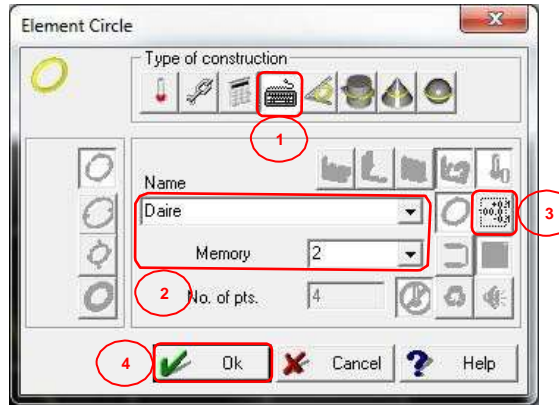 Element Circle
Type of construction
1
Name
Daire
3
Memory 2
2 No. of pts. 4
4 Ok Cancel ? Help